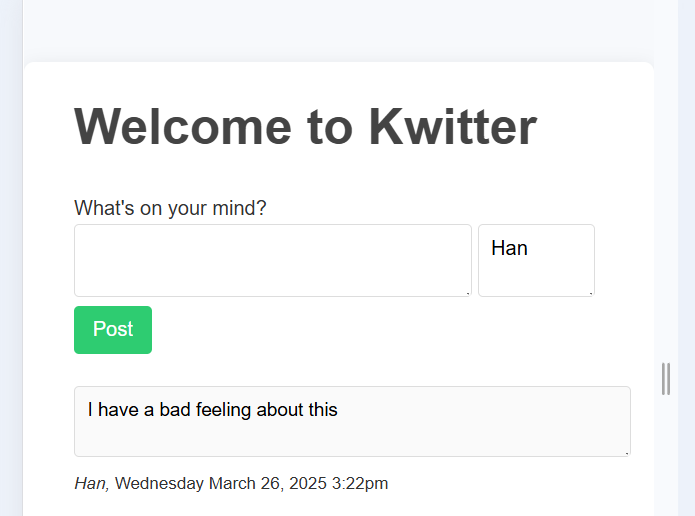 Welcome to Kwitter
What's on your mind?
Han
Post
I have a bad feeling about this
Han, Wednesday March 26, 2025 3:22pm